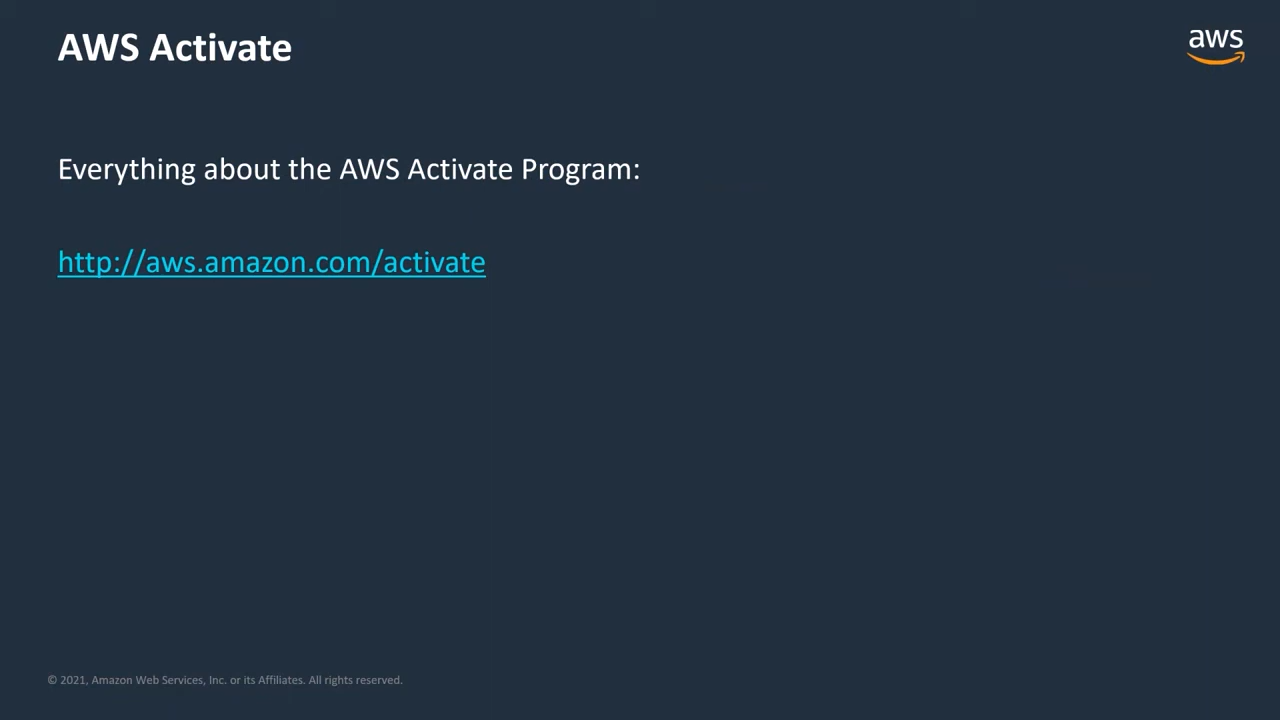 AWS Activate
aws
Everything about the AWS Activate Program:
http://aws.amazon.com/activate
© 2021, Amazon Web Services, Inc. or its Affiliates. All rights reserved.